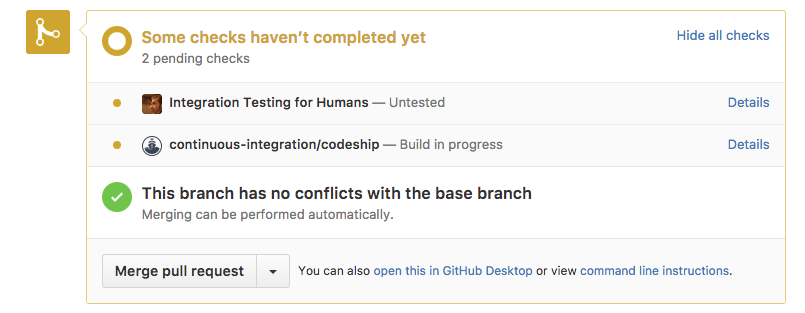 Some checks haven’t completed yet
Hide all checks
2 pending checks
Integration Testing for Humans — Untested
Details
continuous-integration/codeship — Build in progress
Details
This branch has no conflicts with the base branch
Merging can be performed automatically.
Merge pull request
You can also open this in GitHub Desktop or view command line instructions.